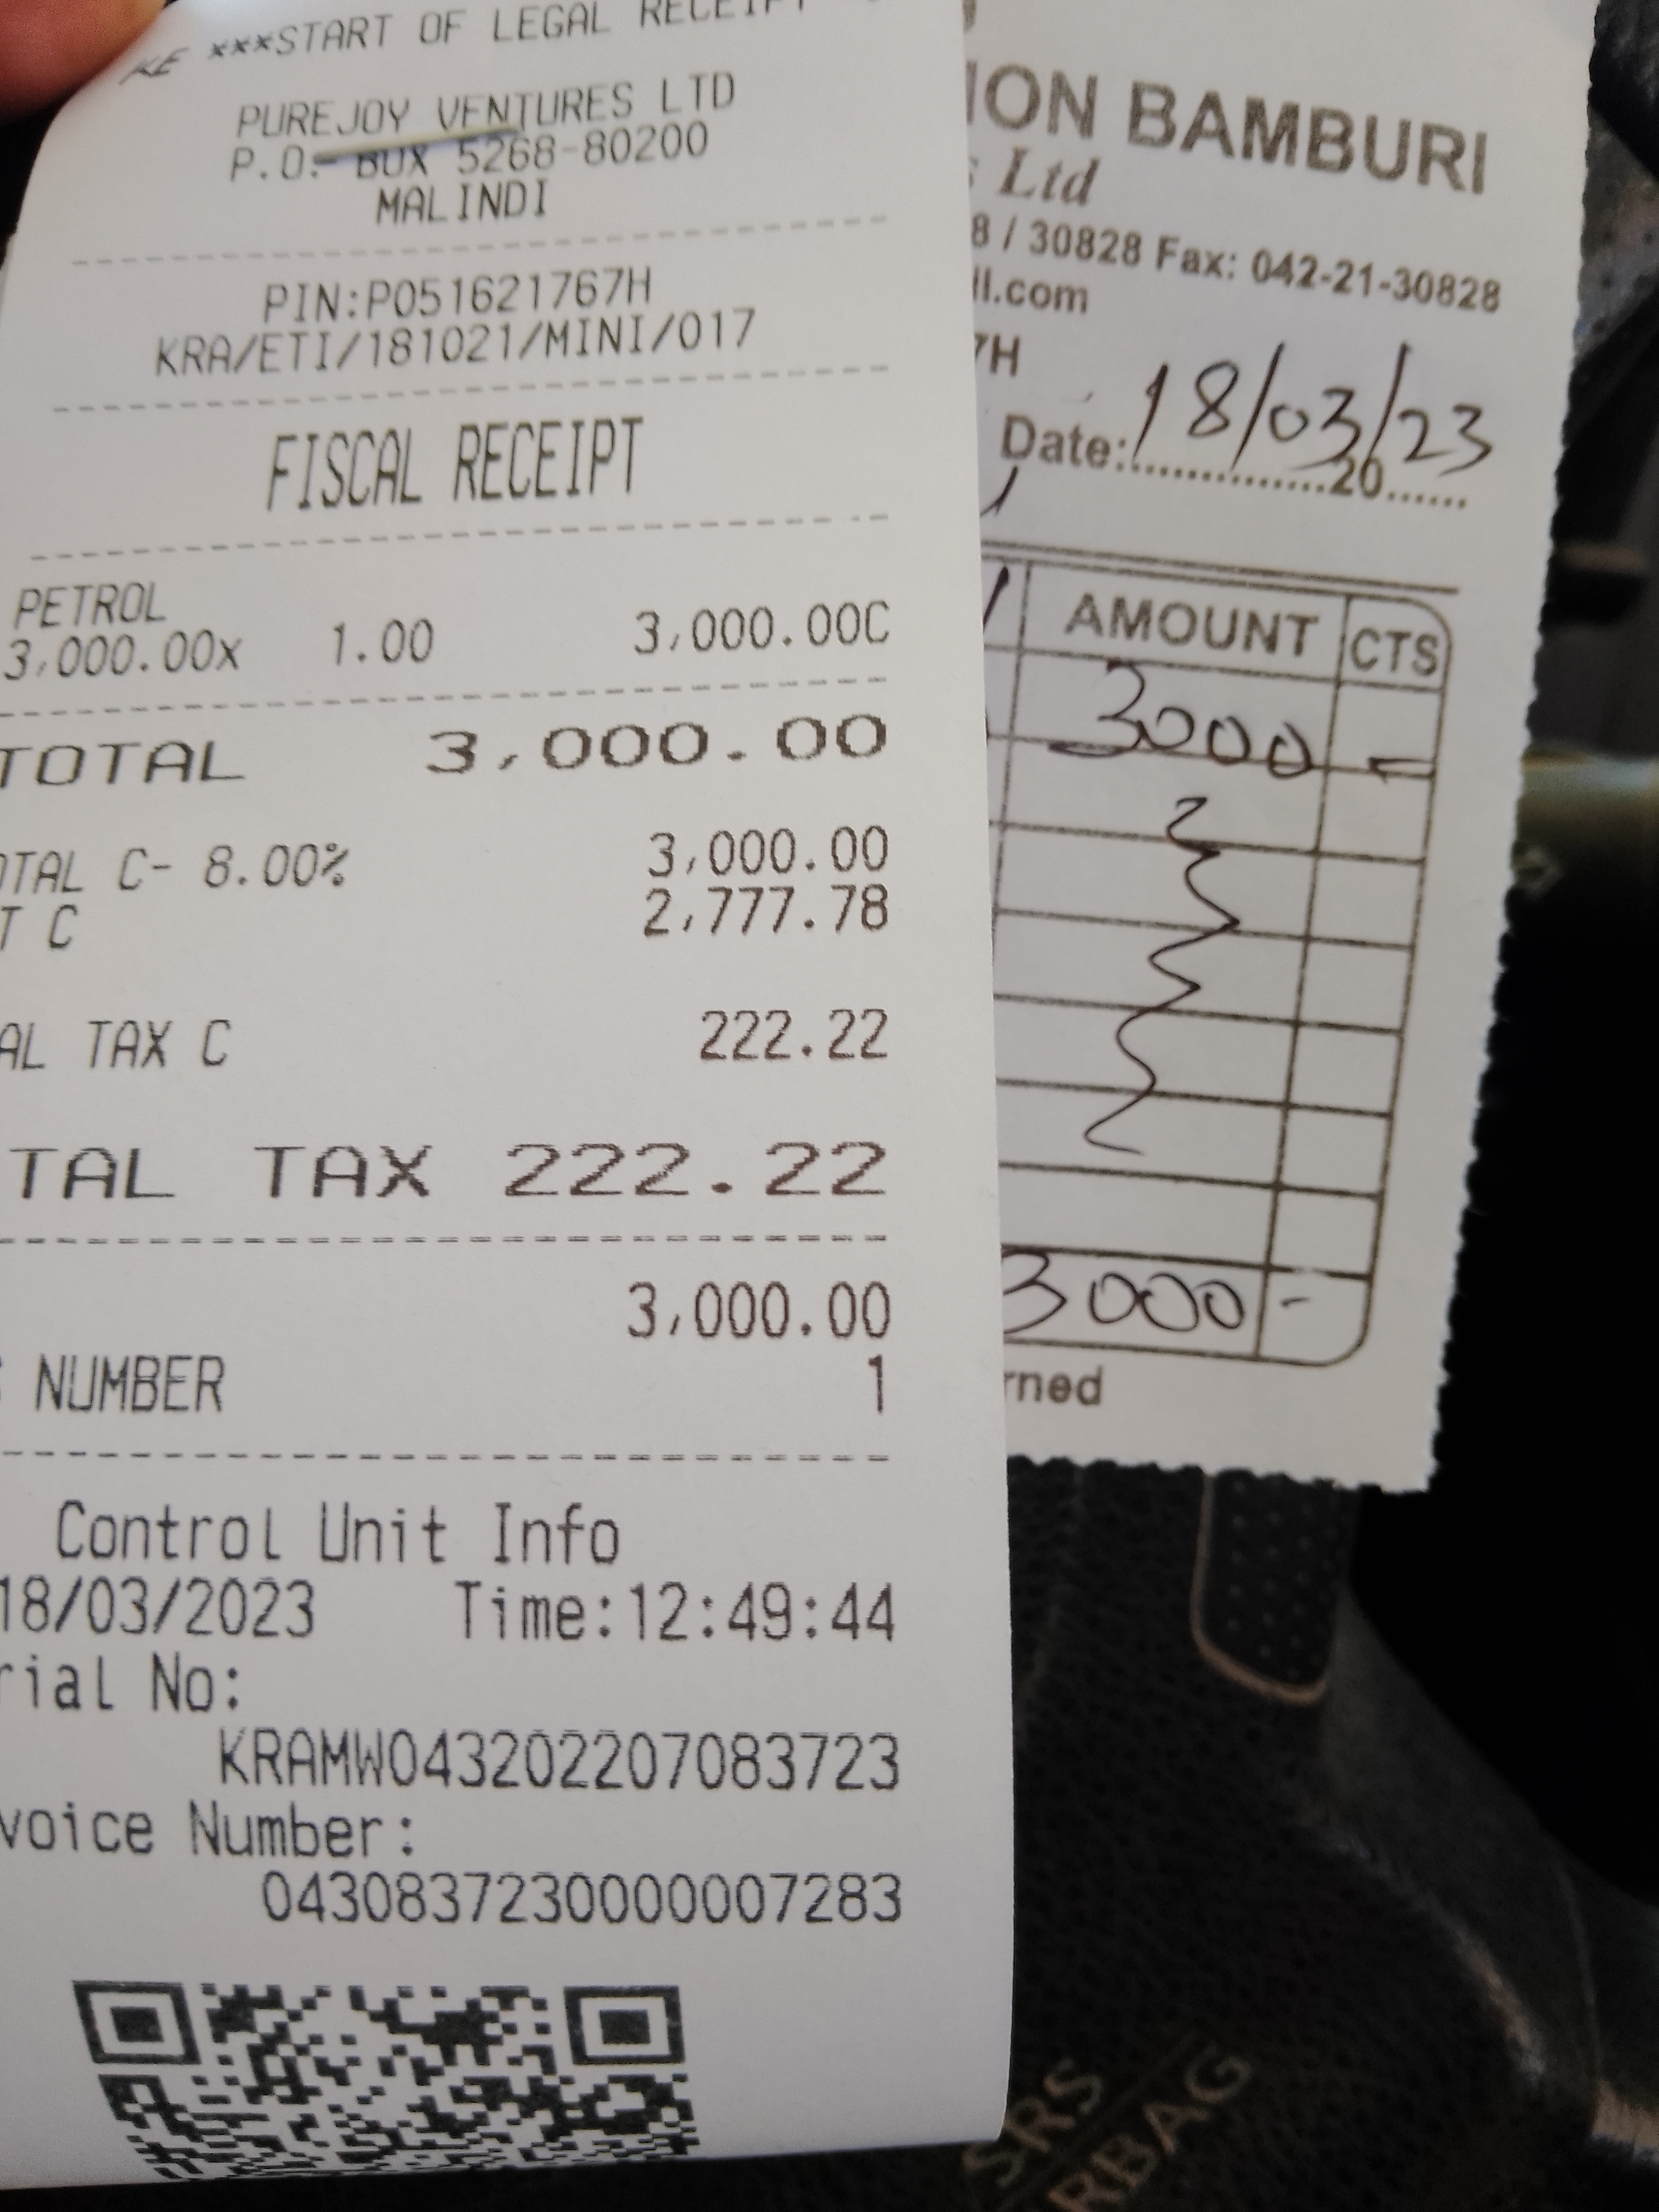 ***START OF LEGAL RECEIPT
PUREJOY VENTURES LTD
P.O. BOX 5268-80200
MALINDI
PIN:P051621767H
KRA/ETI/181021/MINI/017
FISCAL RECEIPT
PETROL
3,000.00x 1.00 3,000.00C
TOTAL 3,000.00
OTAL C- 8.00% 3,000.00
T C 2,777.78
AL TAX C 222.22
TAL TAX 222.22
3,000.00
NUMBER 1
Control Unit Info
18/03/2023 Time:12:49:44
rial No:
KRAMW043202207083723
voice Number:
0430837230000007283
ION BAMBURI
Ltd
8 / 30828 Fax: 042-21-30828
il.com
7H
Date: 18/03/23
20
AMOUNT CTS
3000 -
3000 -
rned
SRS
RBAG